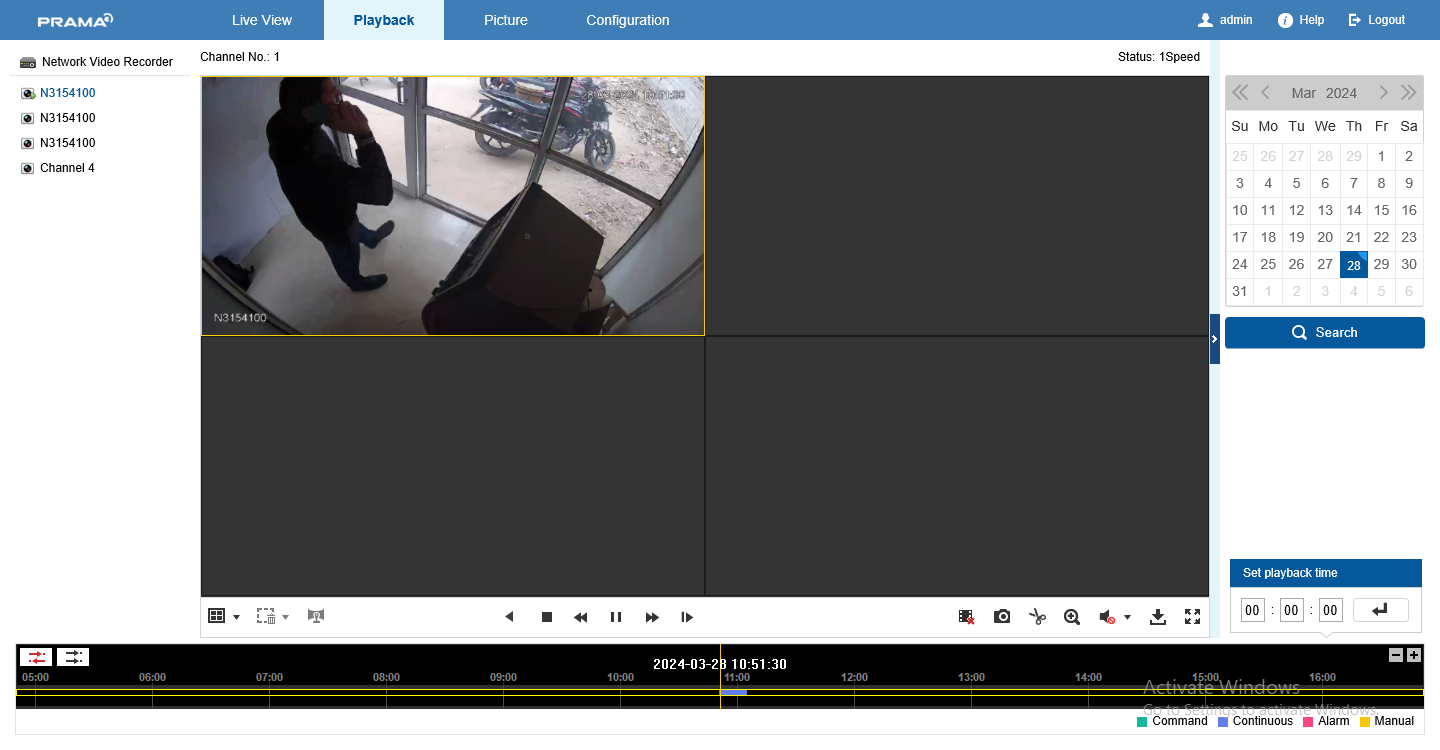 PRAMA
Live View
Playback
Picture
Configuration
admin
Help
Logout
Network Video Recorder
N3154100
N3154100
N3154100
Channel 4
Channel No.: 1
Status: 1Speed
28-03-2024 10:51:30
N3154100
Mar 2024
Su Mo Tu We Th Fr Sa
25 26 27 28 29 1 2
3 4 5 6 7 8 9
10 11 12 13 14 15 16
17 18 19 20 21 22 23
24 25 26 27 28 29 30
31 1 2 3 4 5 6
Search
Set playback time
00 : 00 : 00
2024-03-28 10:51:30
05:00 06:00 07:00 08:00 09:00 10:00 11:00 12:00 13:00 14:00 15:00 16:00
Activate Windows
Go to Settings to activate Windows.
Command Continuous Alarm Manual